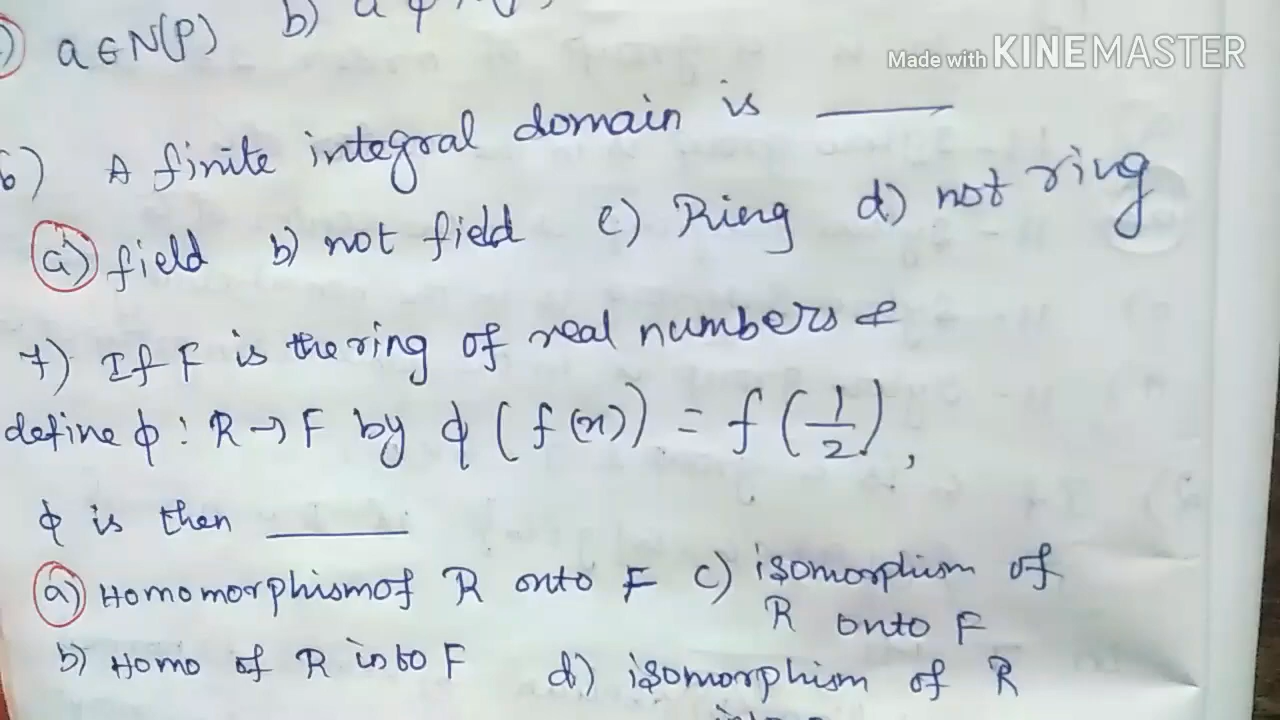 a∈N(P) b) a
Made with KINEMASTER
6) A finite integral domain is ______
a) field b) not field c) Ring d) not ring
7) If F is the ring of real numbers &
define ϕ : R → F by ϕ (f(x)) = f(1/2),
ϕ is then ______
a) Homomorphism of R onto F c) isomorphism of
R onto F
b) Homo of R into F d) isomorphism of R